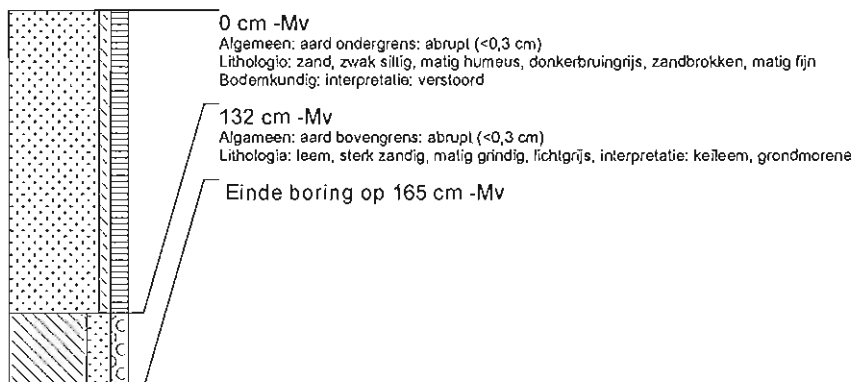 0 cm -Mv
Algemeen: aard ondergrens: abrupt (<0,3 cm)
Lithologie: zand, zwak siltig, matig humeus, donkerbruingrijs, zandbrokken, matig fijn
Bodemkundig: interpretatie: verstoord
132 cm -Mv
Algemeen: aard bovengrens: abrupt (<0,3 cm)
Lithologie: leem, sterk zandig, matig grindig, lichtgrijs, interpretatie: keileem, grondmorene
Einde boring op 165 cm -Mv